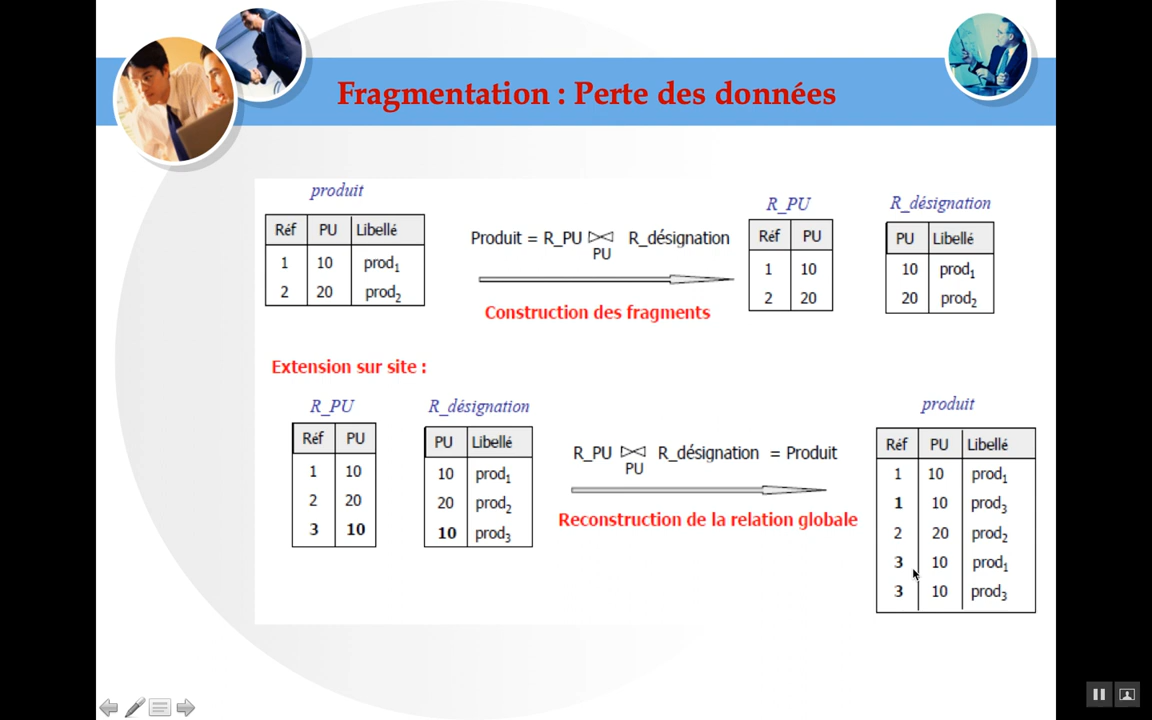 Fragmentation : Perte des données
produit
Réf PU Libellé
1 10 prod₁
2 20 prod₂
Produit = R_PU ⋈ R_désignation
PU
Construction des fragments
R_PU
Réf PU
1 10
2 20
R_désignation
PU Libellé
10 prod₁
20 prod₂
Extension sur site :
R_PU
Réf PU
1 10
2 20
3 10
R_désignation
PU Libellé
10 prod₁
20 prod₂
10 prod₃
R_PU ⋈ R_désignation = Produit
PU
Reconstruction de la relation globale
produit
Réf PU Libellé
1 10 prod₁
1 10 prod₃
2 20 prod₂
3 10 prod₁
3 10 prod₃